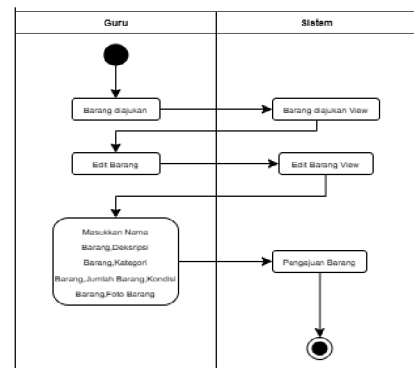 Guru
Sistem
Barang diajukan
Barang diajukan View
Edit Barang
Edit Barang View
Masukkan Nama
Barang,Deksripsi
Barang,Kategori
Barang,Jumlah Barang,Kondisi
Barang,Foto Barang
Pengajuan Barang